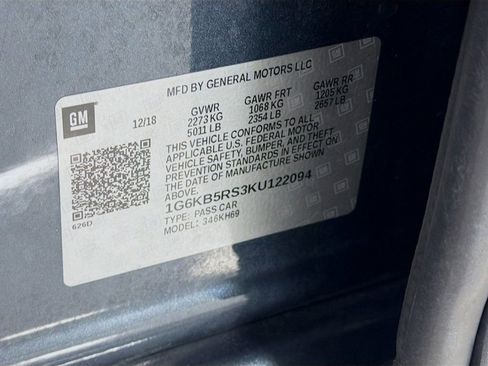 MFD BY GENERAL MOTORS LLC
GM
12/18
GVWR GAWR FRT GAWR RR
2273 KG 1068 KG 1205 KG
5011 LB 2354 LB 2657 LB
THIS VEHICLE CONFORMS TO ALL
APPLICABLE U.S. FEDERAL MOTOR
VEHICLE SAFETY, BUMPER, AND THEFT
PREVENTION STANDARDS IN EFFECT ON
THE DATE OF MANUFACTURE SHOWN
ABOVE.
1G6KB5RS3KU122094
TYPE: PASS CAR
MODEL: 346KH69
626D